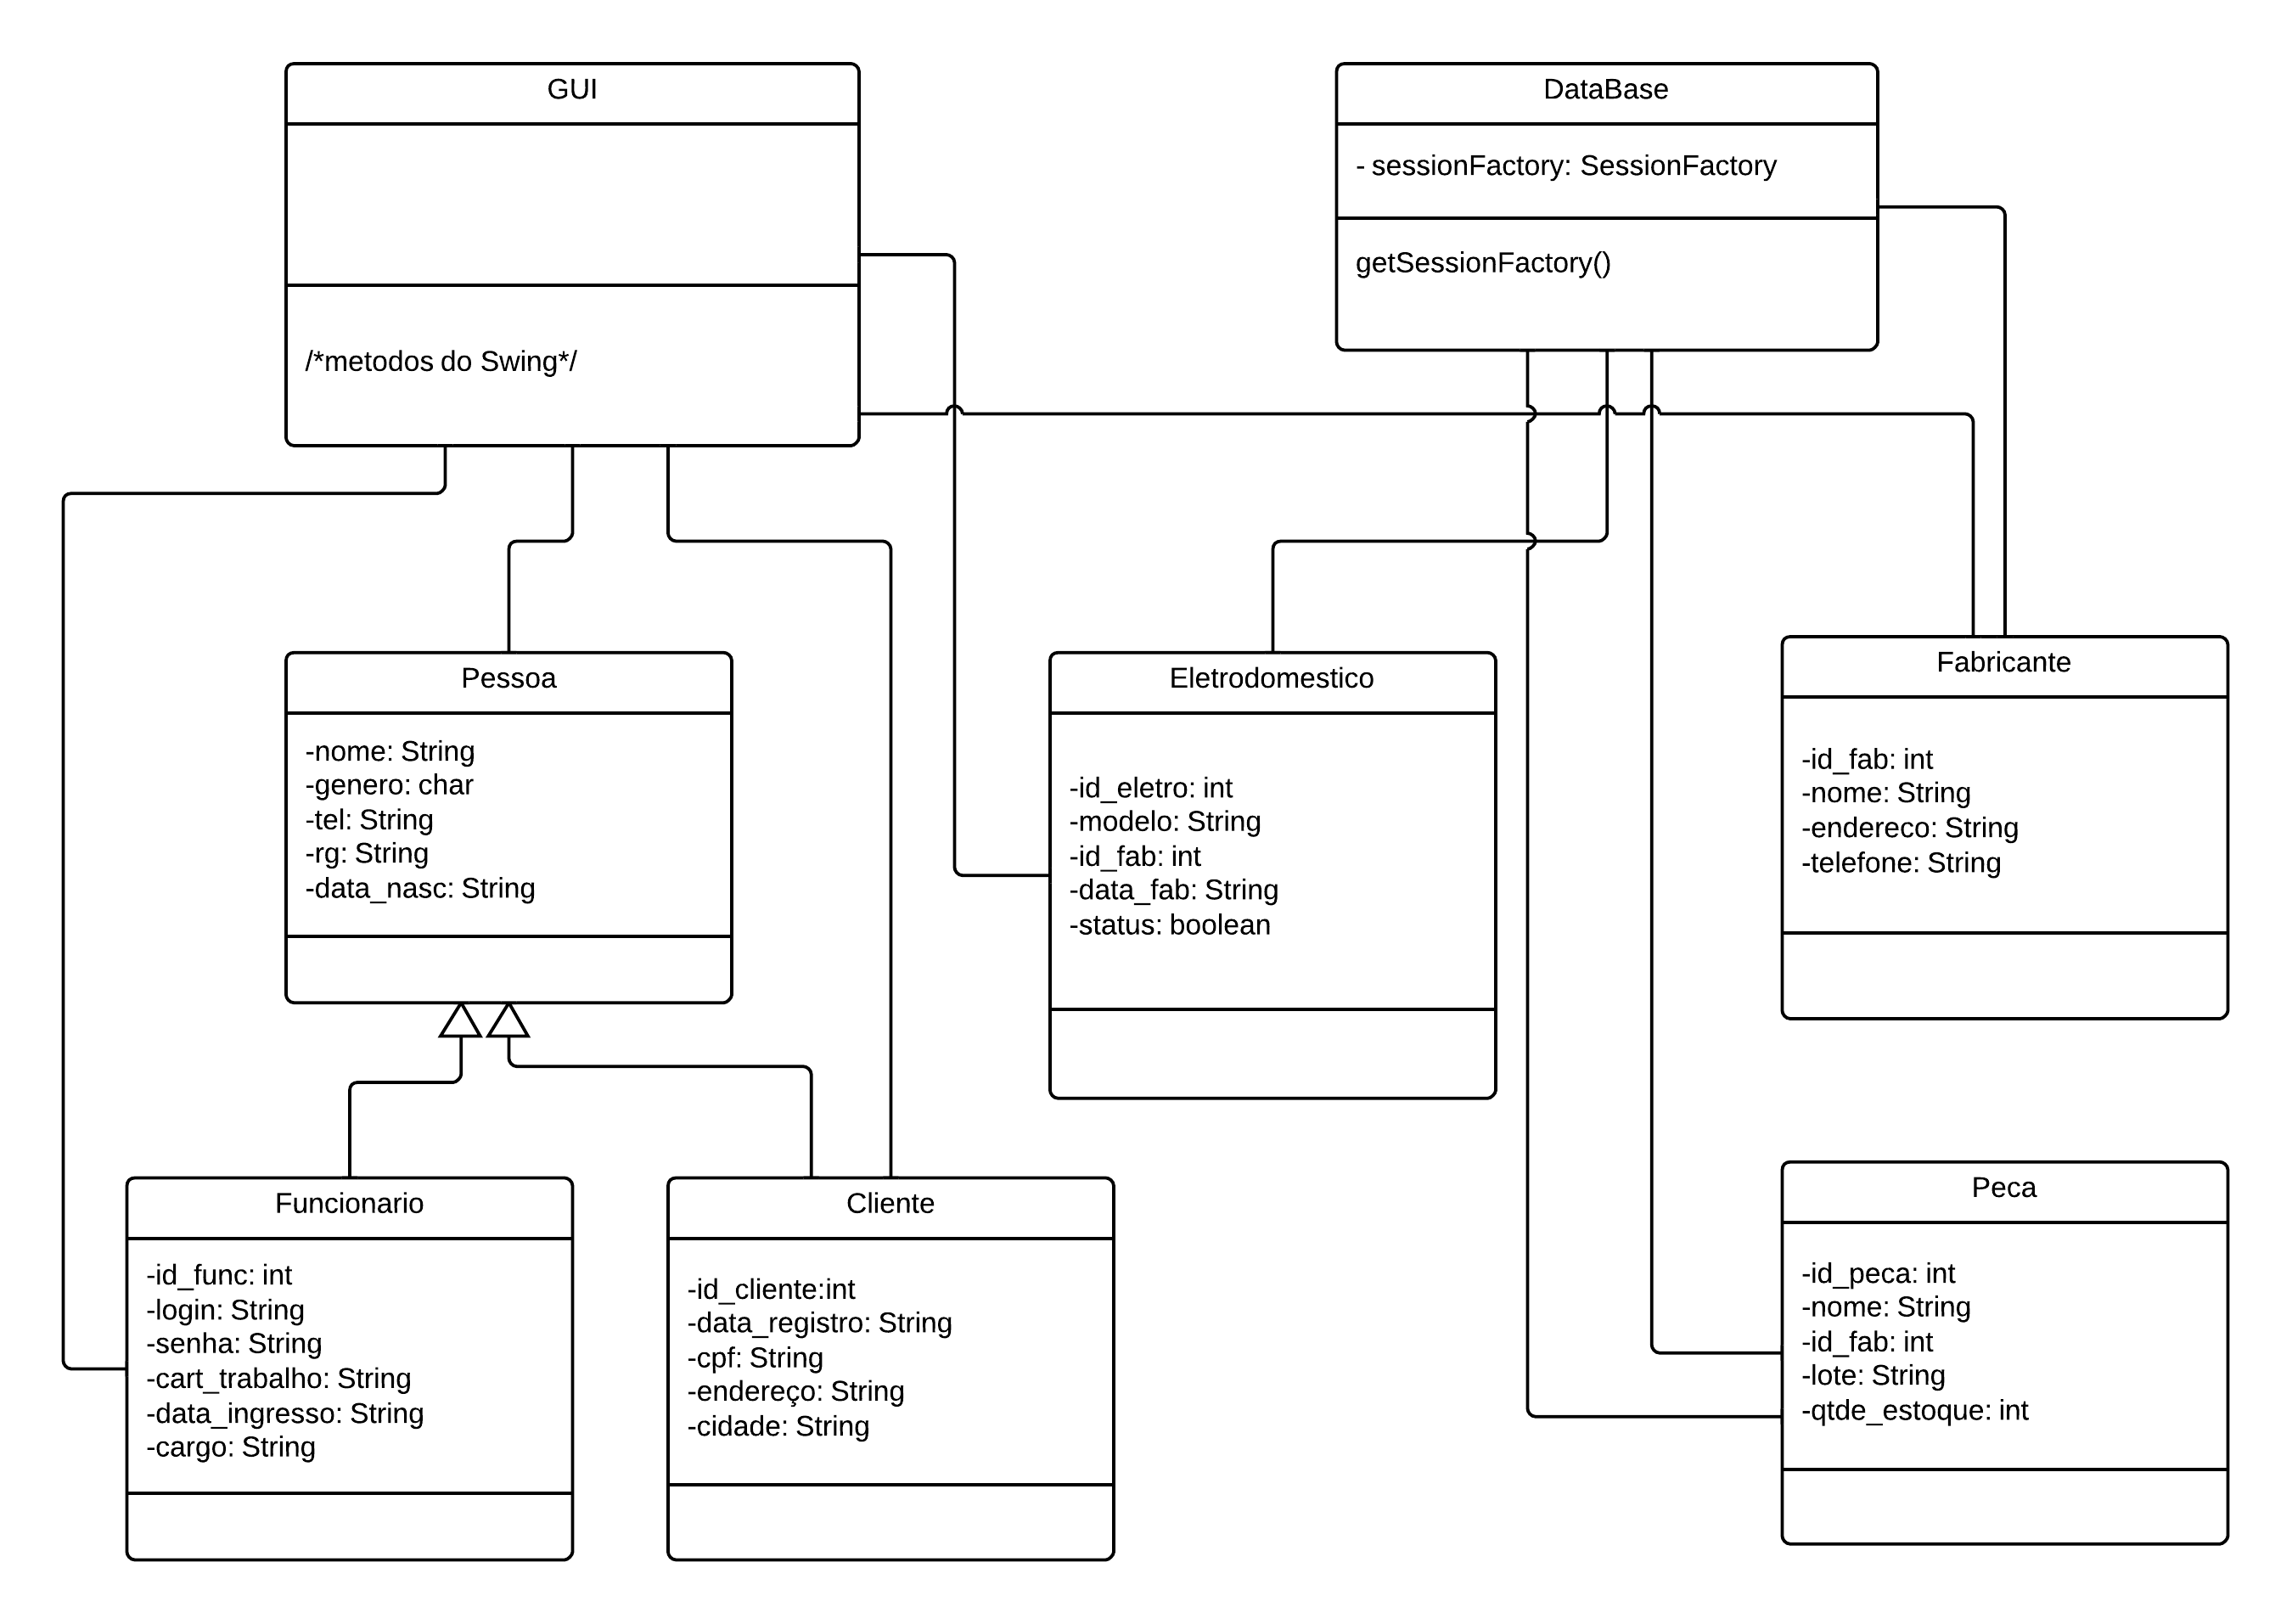 GUI
/*metodos do Swing*/
DataBase
- sessionFactory: SessionFactory
getSessionFactory()
Pessoa
-nome: String
-genero: char
-tel: String
-rg: String
-data_nasc: String
Eletrodomestico
-id_eletro: int
-modelo: String
-id_fab: int
-data_fab: String
-status: boolean
Fabricante
-id_fab: int
-nome: String
-endereco: String
-telefone: String
Funcionario
-id_func: int
-login: String
-senha: String
-cart_trabalho: String
-data_ingresso: String
-cargo: String
Cliente
-id_cliente:int
-data_registro: String
-cpf: String
-endereço: String
-cidade: String
Peca
-id_peca: int
-nome: String
-id_fab: int
-lote: String
-qtde_estoque: int